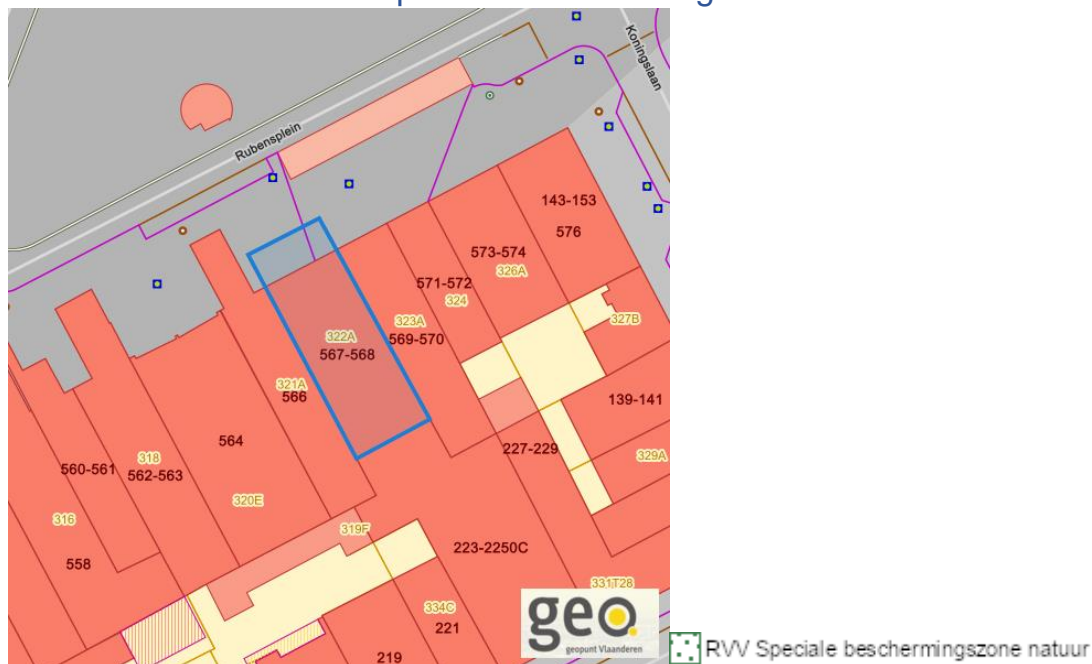 Koningslaan
Rubensplein
143-153
576
573-574
326A
571-572
324
327B
323A
569-570
322A
567-568
321A
566
139-141
564
227-229
329A
560-561
318
562-563
320E
316
319F
558
223-2250C
331T28
334C
221
219
geo
geopunt Vlaanderen
RVV Speciale beschermingszone natuur